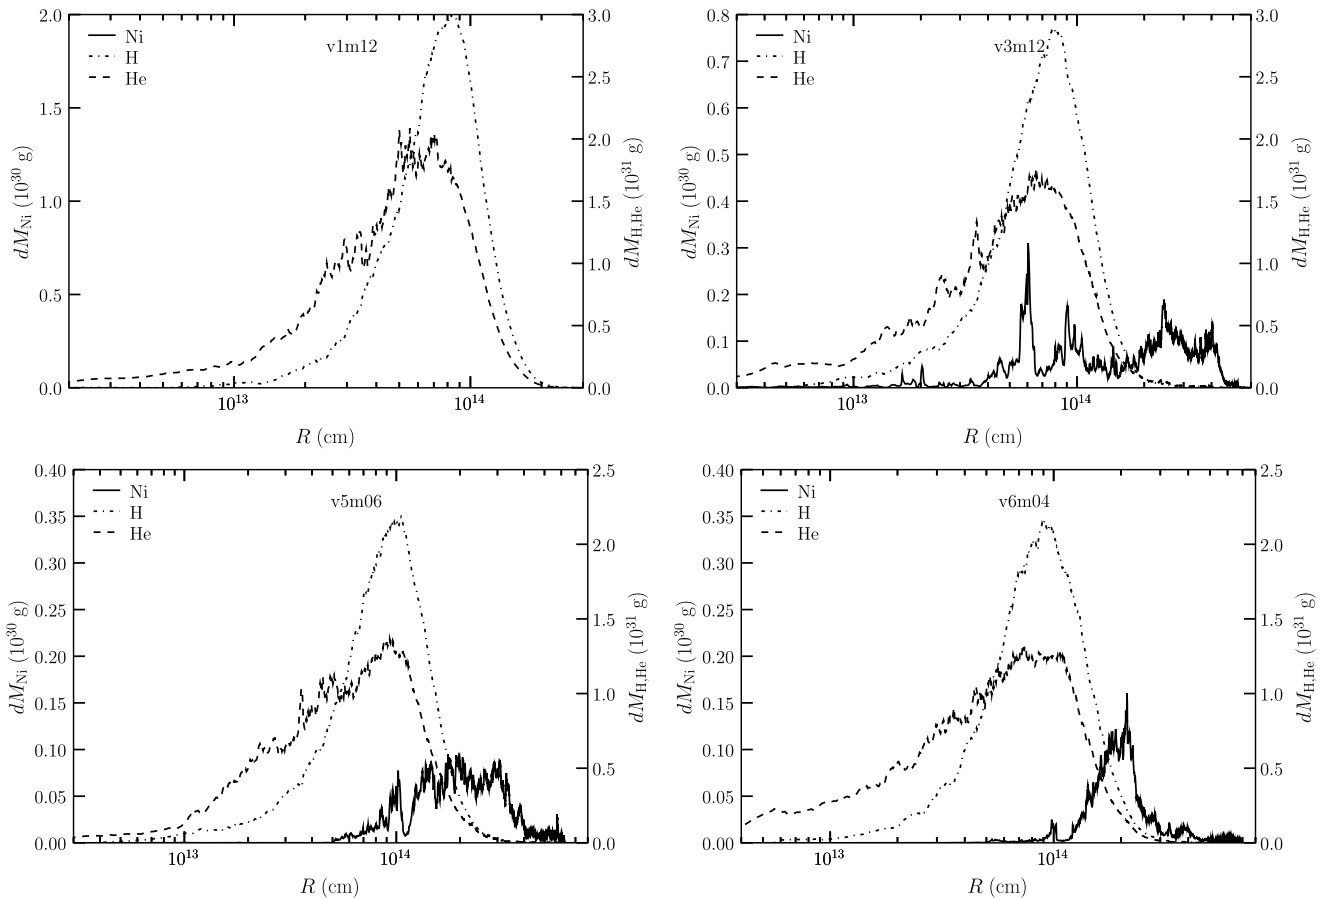 v1m12
Ni
H
He
2.0
1.5
1.0
0.5
0.0
3.0
2.5
2.0
1.5
1.0
0.5
0.0
dM_Ni (10^30 g)
dM_H,He (10^31 g)
10^13
10^14
R (cm)
v3m12
Ni
H
He
0.8
0.7
0.6
0.5
0.4
0.3
0.2
0.1
0.0
3.0
2.5
2.0
1.5
1.0
0.5
0.0
dM_Ni (10^30 g)
dM_H,He (10^31 g)
10^13
10^14
R (cm)
v5m06
Ni
H
He
0.40
0.35
0.30
0.25
0.20
0.15
0.10
0.05
0.00
2.5
2.0
1.5
1.0
0.5
0.0
dM_Ni (10^30 g)
dM_H,He (10^31 g)
10^13
10^14
R (cm)
v6m04
Ni
H
He
0.40
0.35
0.30
0.25
0.20
0.15
0.10
0.05
0.00
2.5
2.0
1.5
1.0
0.5
0.0
dM_Ni (10^30 g)
dM_H,He (10^31 g)
10^13
10^14
R (cm)